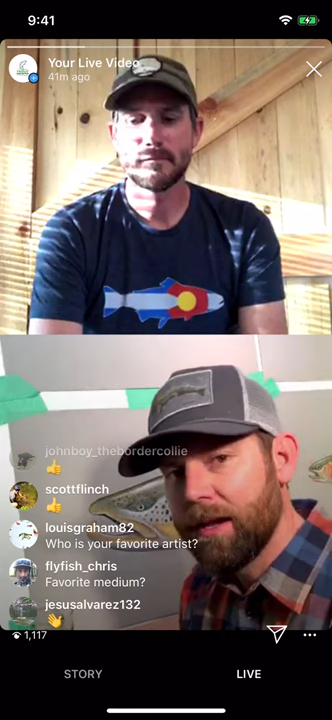 9:41
Your Live Video
41m ago
johnboy_thebordercollie
scottflinch
louisgraham82
Who is your favorite artist?
flyfish_chris
Favorite medium?
jesusalvarez132
1,117
STORY
LIVE